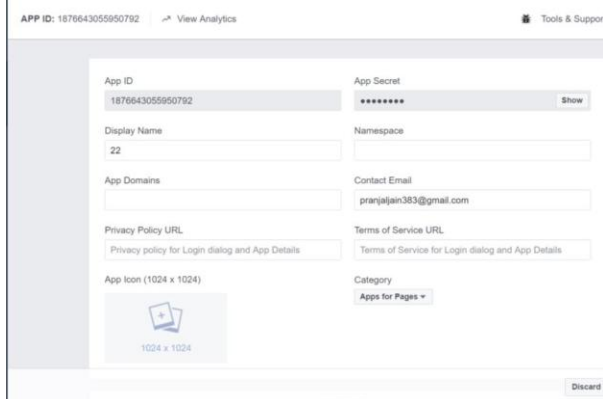 APP ID: 1876643055950792 View Analytics Tools & Suppor
App ID App Secret
1876643055950792 ●●●●●●●● Show
Display Name Namespace
22
App Domains Contact Email
pranjaljain383@gmail.com
Privacy Policy URL Terms of Service URL
Privacy policy for Login dialog and App Details Terms of Service for Login dialog and App Details
App Icon (1024 x 1024) Category
Apps for Pages
1024 x 1024
Discard